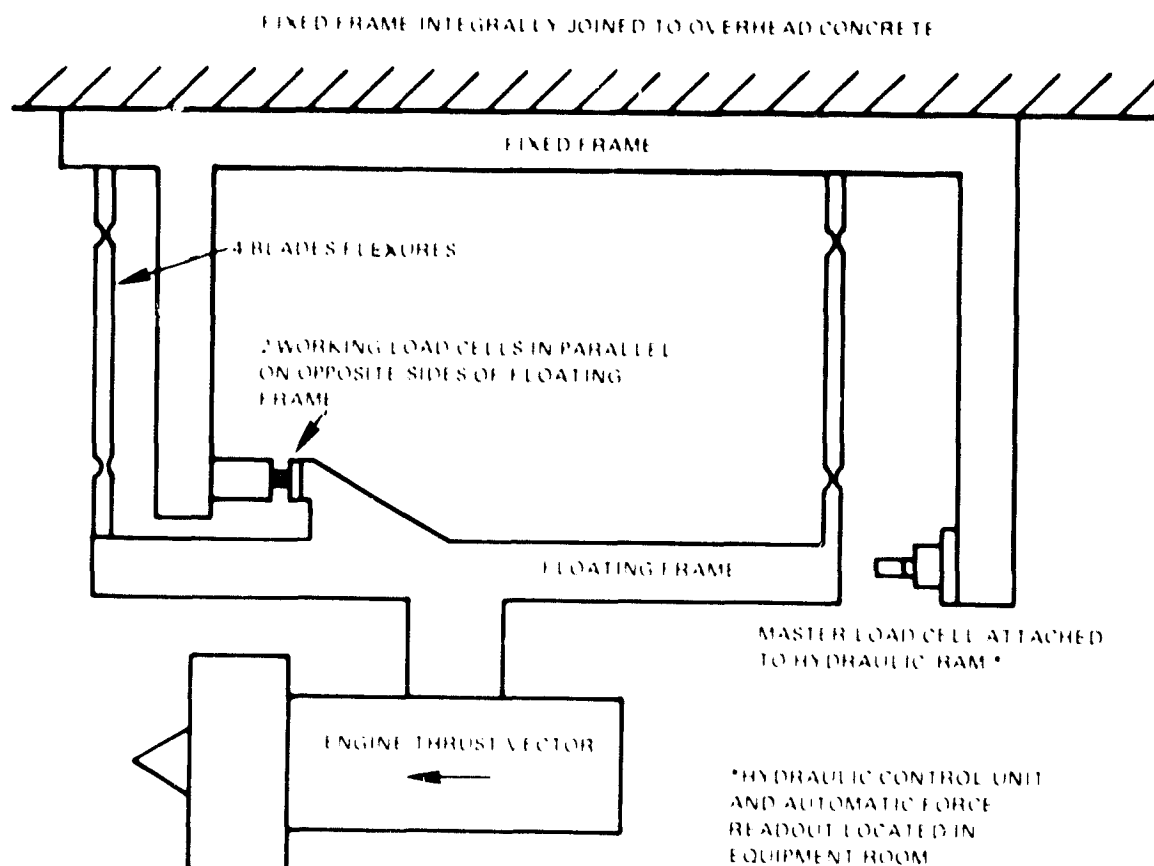 FIXED FRAME INTEGRALLY JOINED TO OVERHEAD CONCRETE
FIXED FRAME
4 BLADES FLEXURES
2 WORKING LOAD CELLS IN PARALLEL
ON OPPOSITE SIDES OF FLOATING
FRAME
FLOATING FRAME
MASTER LOAD CELL ATTACHED
TO HYDRAULIC RAM *
ENGINE THRUST VECTOR
*HYDRAULIC CONTROL UNIT
AND AUTOMATIC FORCE
READOUT LOCATED IN
EQUIPMENT ROOM